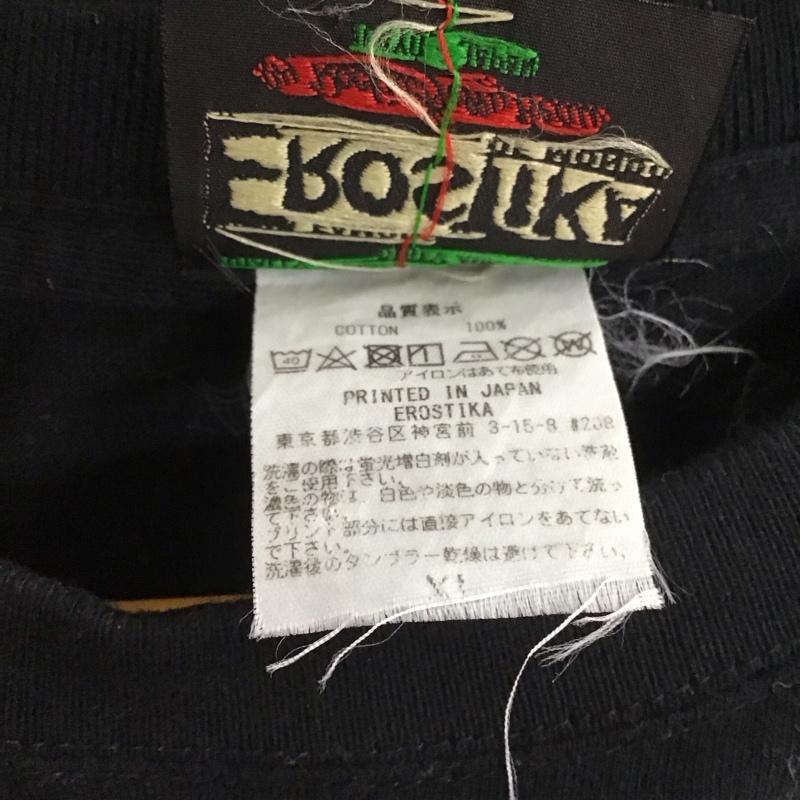 EROSTIKA
品質表示
COTTON 100%
40
アイロンはあて布使用
PRINTED IN JAPAN
EROSTIKA
東京都渋谷区神宮前 3-15-8 #208
洗濯の際は蛍光増白剤が入っていない洗剤
をご使用下さい。
濃色の物は、白色や淡色の物と分けて洗っ
て下さい。
プリント部分には直接アイロンをあてない
で下さい。
洗濯後のタンブラー乾燥は避けて下さい。